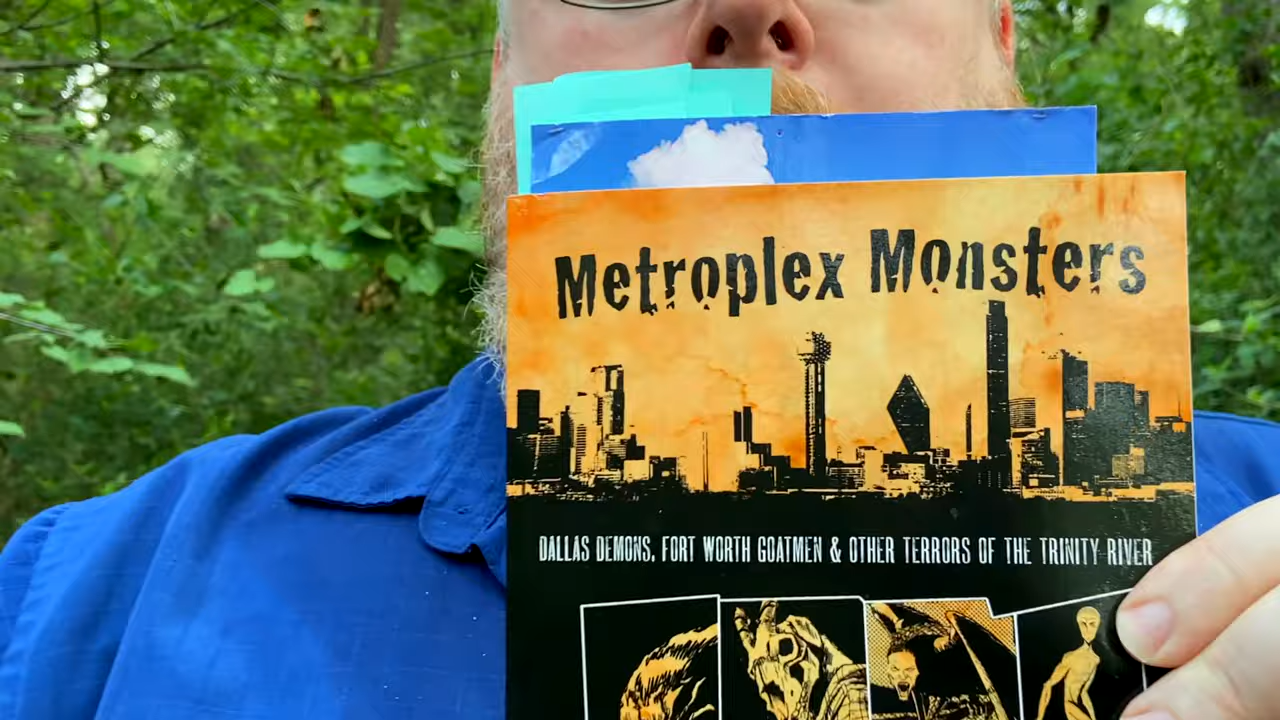 Metroplex Monsters
DALLAS DEMONS, FORT WORTH GOATMEN & OTHER TERRORS OF THE TRINITY RIVER